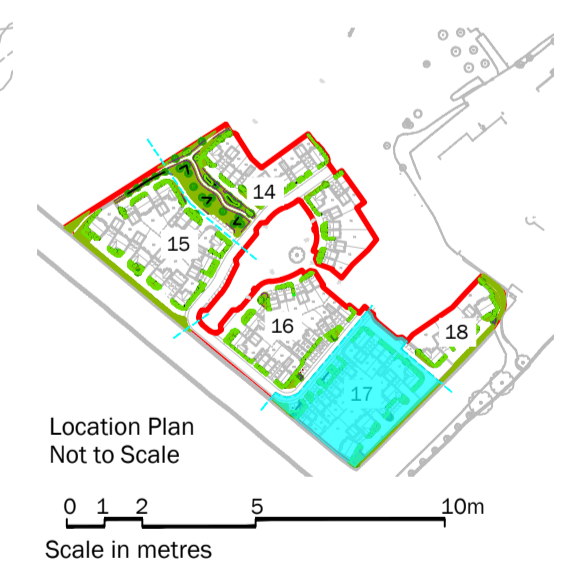 14
15
16
18
17
Location Plan
Not to Scale
0 1 2 5 10m
Scale in metres